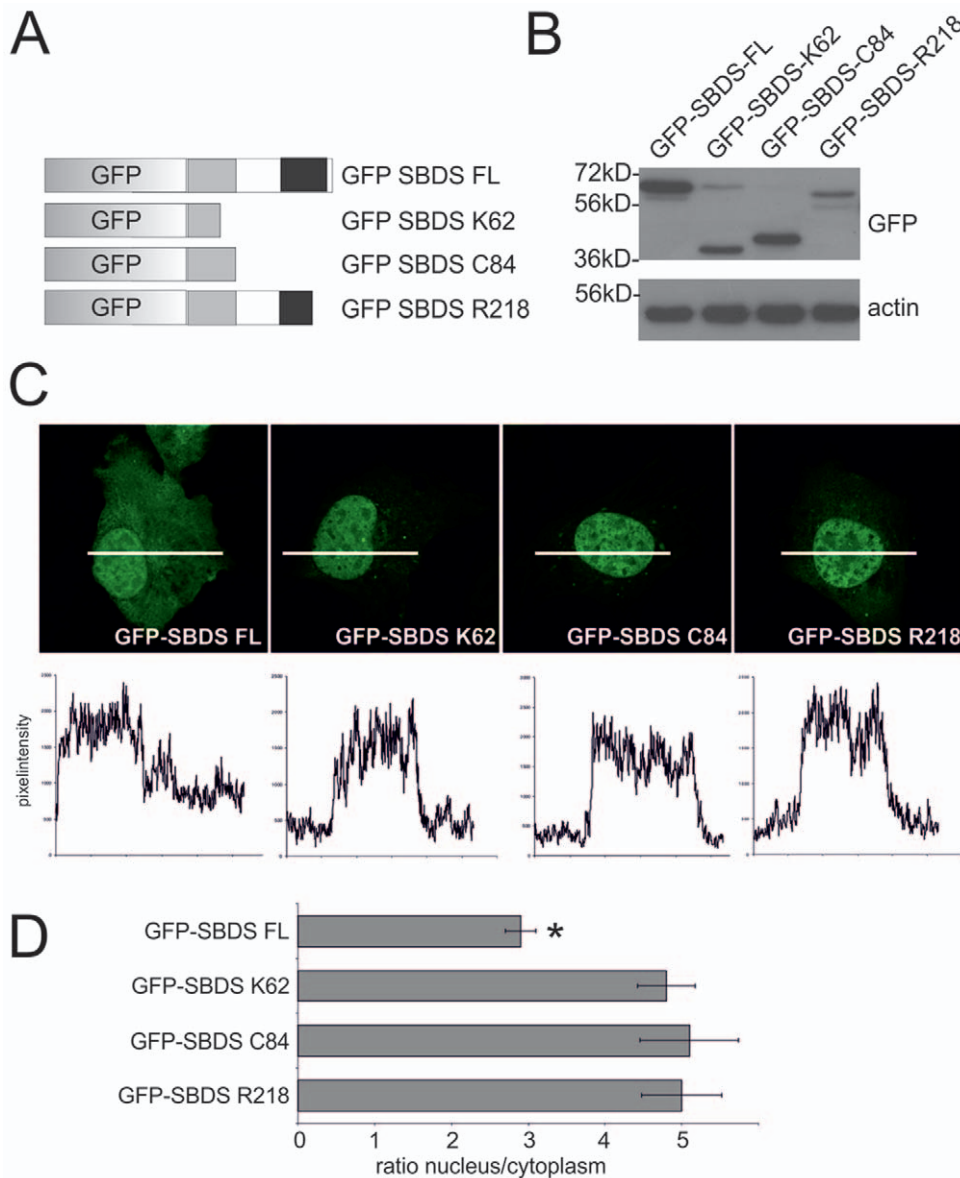 A
GFP GFP SBDS FL
GFP GFP SBDS K62
GFP GFP SBDS C84
GFP GFP SBDS R218
B
GFP-SBDS-FL
GFP-SBDS-K62
GFP-SBDS-C84
GFP-SBDS-R218
72kD-
56kD-
36kD-
GFP
56kD-
actin
C
GFP-SBDS FL
GFP-SBDS K62
GFP-SBDS C84
GFP-SBDS R218
pixelintensity
D
GFP-SBDS FL *
GFP-SBDS K62
GFP-SBDS C84
GFP-SBDS R218
0 1 2 3 4 5
ratio nucleus/cytoplasm